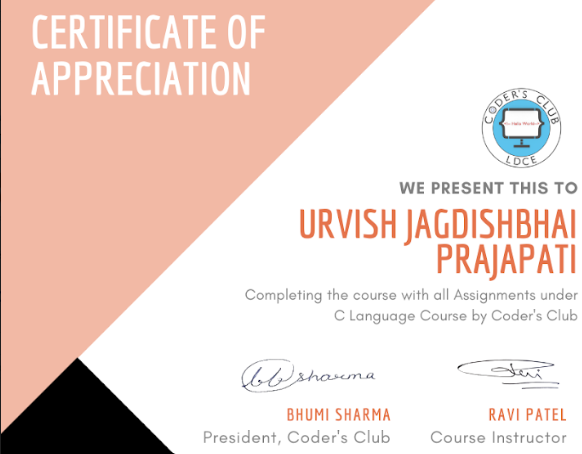 CERTIFICATE OF
APPRECIATION
CODER'S CLUB
Hello World
LDCE
WE PRESENT THIS TO
URVISH JAGDISHBHAI
PRAJAPATI
Completing the course with all Assignments under
C Language Course by Coder's Club
bb sharma
BHUMI SHARMA
RAVI PATEL
President, Coder's Club
Course Instructor